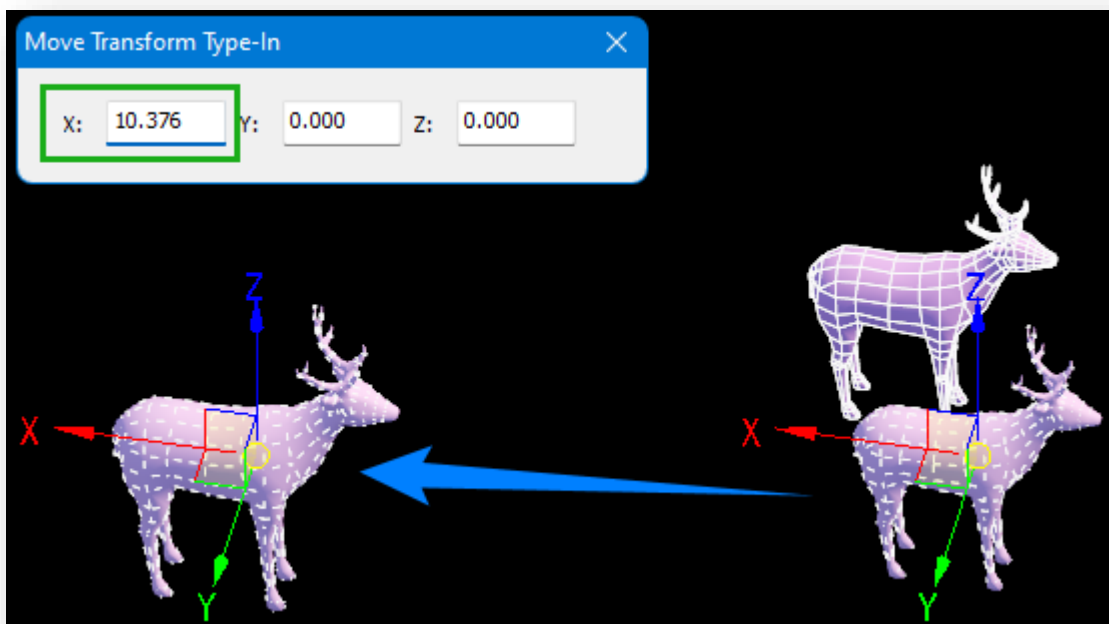 Move Transform Type-In
X: 10.376 Y: 0.000 Z: 0.000
Z
X
Y
Z
X
Y